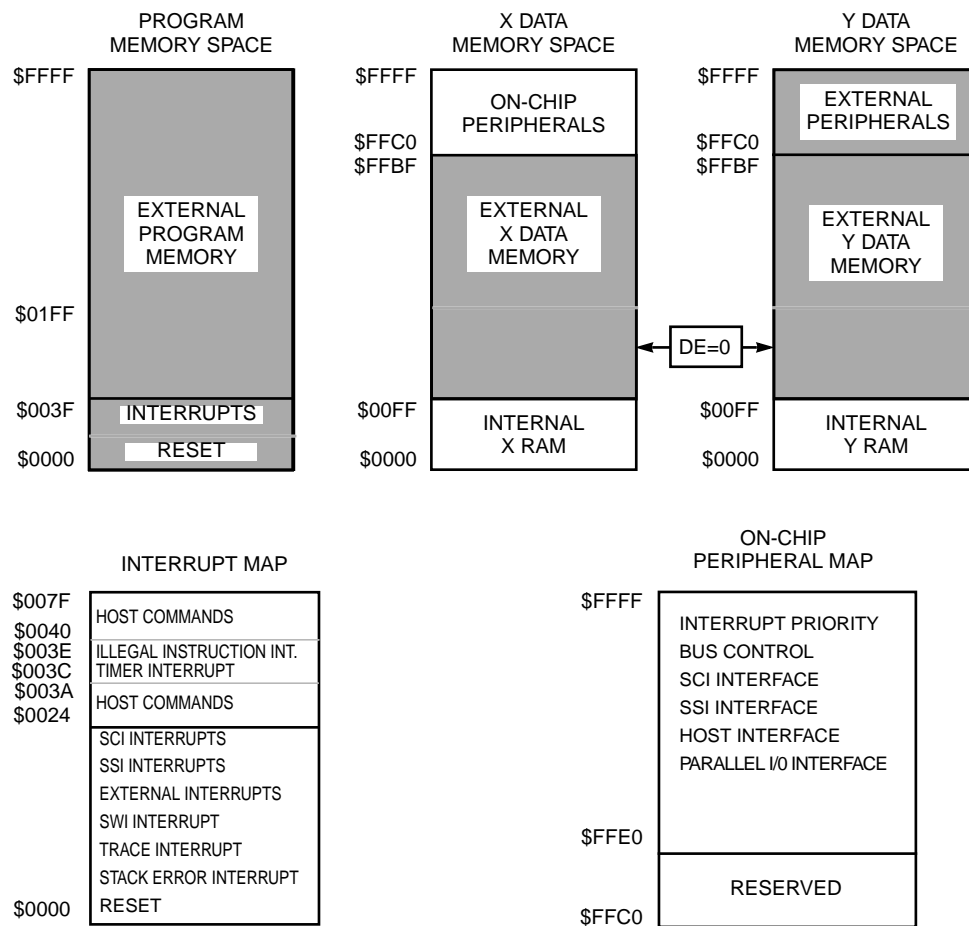 PROGRAM
MEMORY SPACE
$FFFF
EXTERNAL
PROGRAM
MEMORY
$01FF
$003F
INTERRUPTS
RESET
$0000
X DATA
MEMORY SPACE
$FFFF
ON-CHIP
PERIPHERALS
$FFC0
$FFBF
EXTERNAL
X DATA
MEMORY
$00FF
INTERNAL
X RAM
$0000
DE=0
Y DATA
MEMORY SPACE
$FFFF
EXTERNAL
PERIPHERALS
$FFC0
$FFBF
EXTERNAL
Y DATA
MEMORY
$00FF
INTERNAL
Y RAM
$0000
INTERRUPT MAP
$007F
HOST COMMANDS
$0040
$003E ILLEGAL INSTRUCTION INT.
$003C TIMER INTERRUPT
$003A
HOST COMMANDS
$0024
SCI INTERRUPTS
SSI INTERRUPTS
EXTERNAL INTERRUPTS
SWI INTERRUPT
TRACE INTERRUPT
STACK ERROR INTERRUPT
$0000 RESET
ON-CHIP
PERIPHERAL MAP
$FFFF
INTERRUPT PRIORITY
BUS CONTROL
SCI INTERFACE
SSI INTERFACE
HOST INTERFACE
PARALLEL I/0 INTERFACE
$FFE0
RESERVED
$FFC0